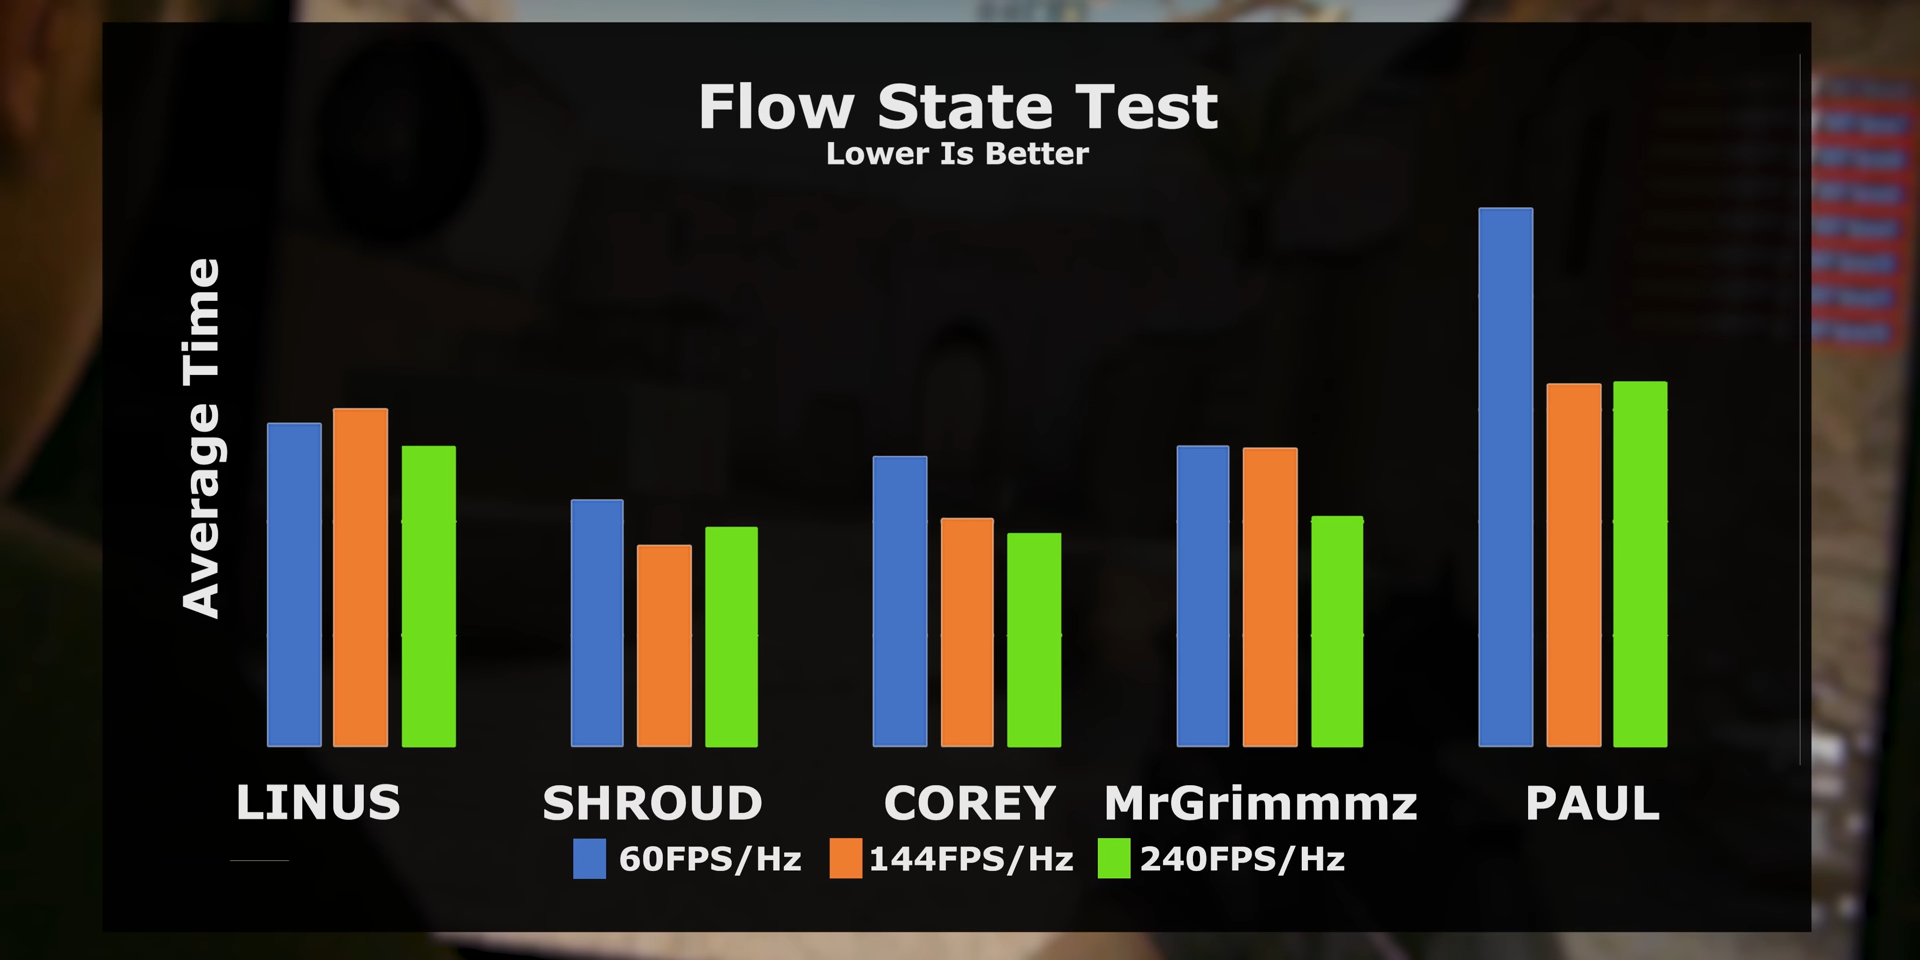 Flow State Test
Lower Is Better
Average Time
LINUS SHROUD COREY MrGrimmmz PAUL
60FPS/Hz 144FPS/Hz 240FPS/Hz